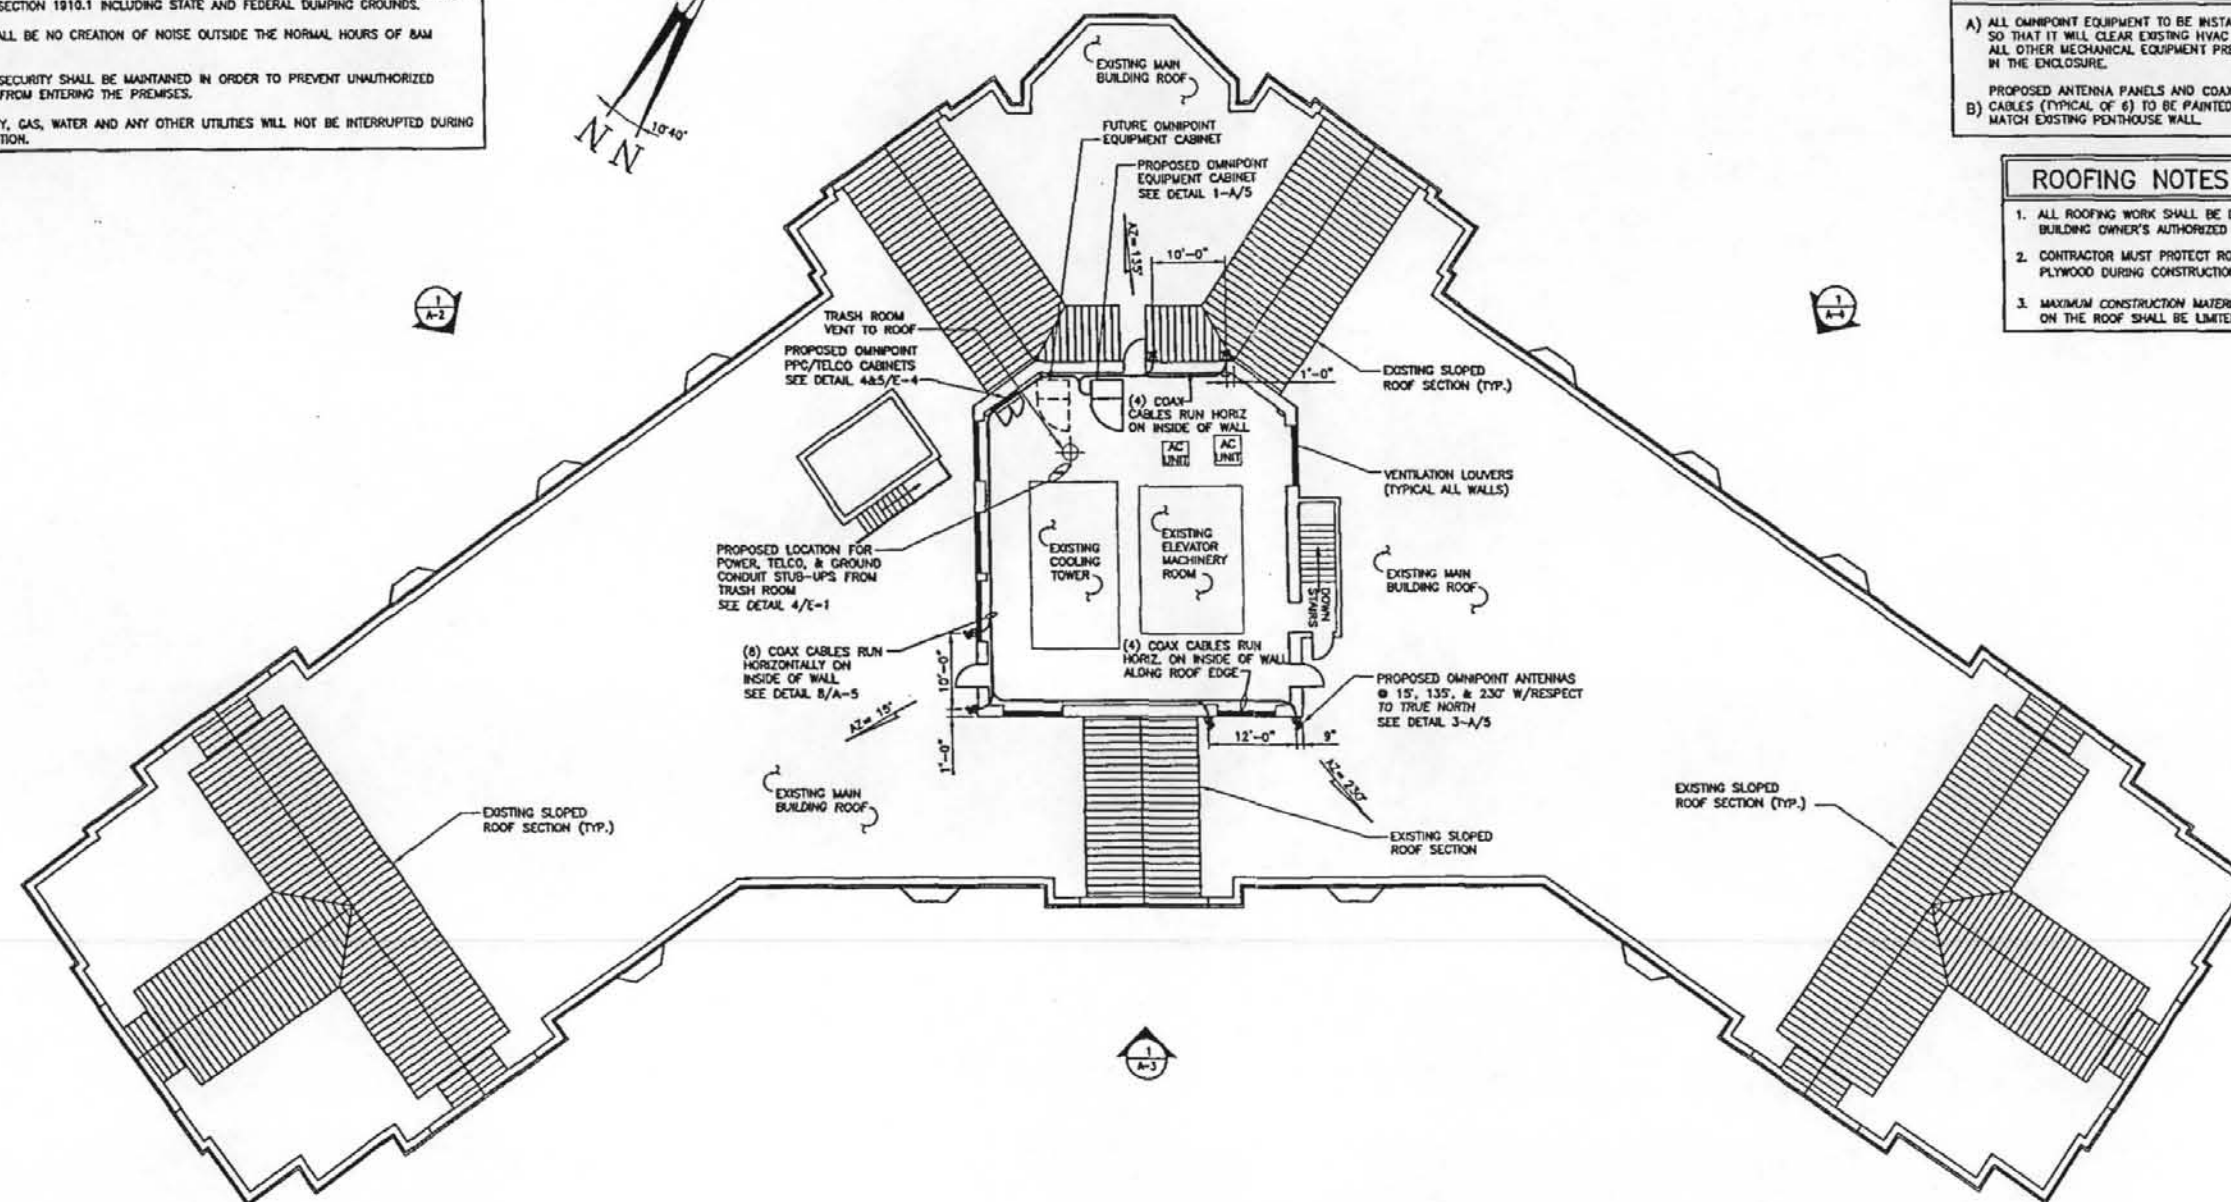 SECTION 1910.1 INCLUDING STATE AND FEDERAL DUMPING GROUNDS.
ALL BE NO CREATION OF NOISE OUTSIDE THE NORMAL HOURS OF 8AM
SECURITY SHALL BE MAINTAINED IN ORDER TO PREVENT UNAUTHORIZED
FROM ENTERING THE PREMISES.
Y, GAS, WATER AND ANY OTHER UTILITIES WILL NOT BE INTERRUPTED DURING
TION.
N N
10°40'
A) ALL OMNIPOINT EQUIPMENT TO BE INSTA
SO THAT IT WILL CLEAR EXISTING HVAC
ALL OTHER MECHANICAL EQUIPMENT PRE
IN THE ENCLOSURE.
PROPOSED ANTENNA PANELS AND COAX
B) CABLES (TYPICAL OF 6) TO BE PAINTED
MATCH EXISTING PENTHOUSE WALL.
ROOFING NOTES
1. ALL ROOFING WORK SHALL BE
BUILDING OWNER'S AUTHORIZED
2. CONTRACTOR MUST PROTECT RO
PLYWOOD DURING CONSTRUCTION
3. MAXIMUM CONSTRUCTION MATERI
ON THE ROOF SHALL BE LIMITE
EXISTING MAIN
BUILDING ROOF
FUTURE OMNIPOINT
EQUIPMENT CABINET
PROPOSED OMNIPOINT
EQUIPMENT CABINET
SEE DETAIL 1-A/5
AZ= 135°
10'-0"
1
A-2
1
A-4
TRASH ROOM
VENT TO ROOF
PROPOSED OMNIPOINT
PPC/TELCO CABINETS
SEE DETAIL 4&5/E-4
1'-0"
EXISTING SLOPED
ROOF SECTION (TYP.)
(4) COAX
CABLES RUN HORIZ
ON INSIDE OF WALL
AC
UNIT
AC
UNIT
VENTILATION LOUVERS
(TYPICAL ALL WALLS)
PROPOSED LOCATION FOR
POWER, TELCO, & GROUND
CONDUIT STUB-UPS FROM
TRASH ROOM
SEE DETAIL 4/E-1
EXISTING
COOLING
TOWER
EXISTING
ELEVATOR
MACHINERY
ROOM
DOWN
STAIRS
EXISTING MAIN
BUILDING ROOF
(8) COAX CABLES RUN
HORIZONTALLY ON
INSIDE OF WALL
SEE DETAIL 8/A-5
10'-0"
(4) COAX CABLES RUN
HORIZ. ON INSIDE OF WALL
ALONG ROOF EDGE
PROPOSED OMNIPOINT ANTENNAS
@ 15°, 135°, & 230° W/RESPECT
TO TRUE NORTH
SEE DETAIL 3-A/5
AZ= 15°
1'-0"
12'-0"
9"
AZ= 230°
EXISTING MAIN
BUILDING ROOF
EXISTING SLOPED
ROOF SECTION (TYP.)
EXISTING SLOPED
ROOF SECTION
EXISTING SLOPED
ROOF SECTION (TYP.)
1
A-3